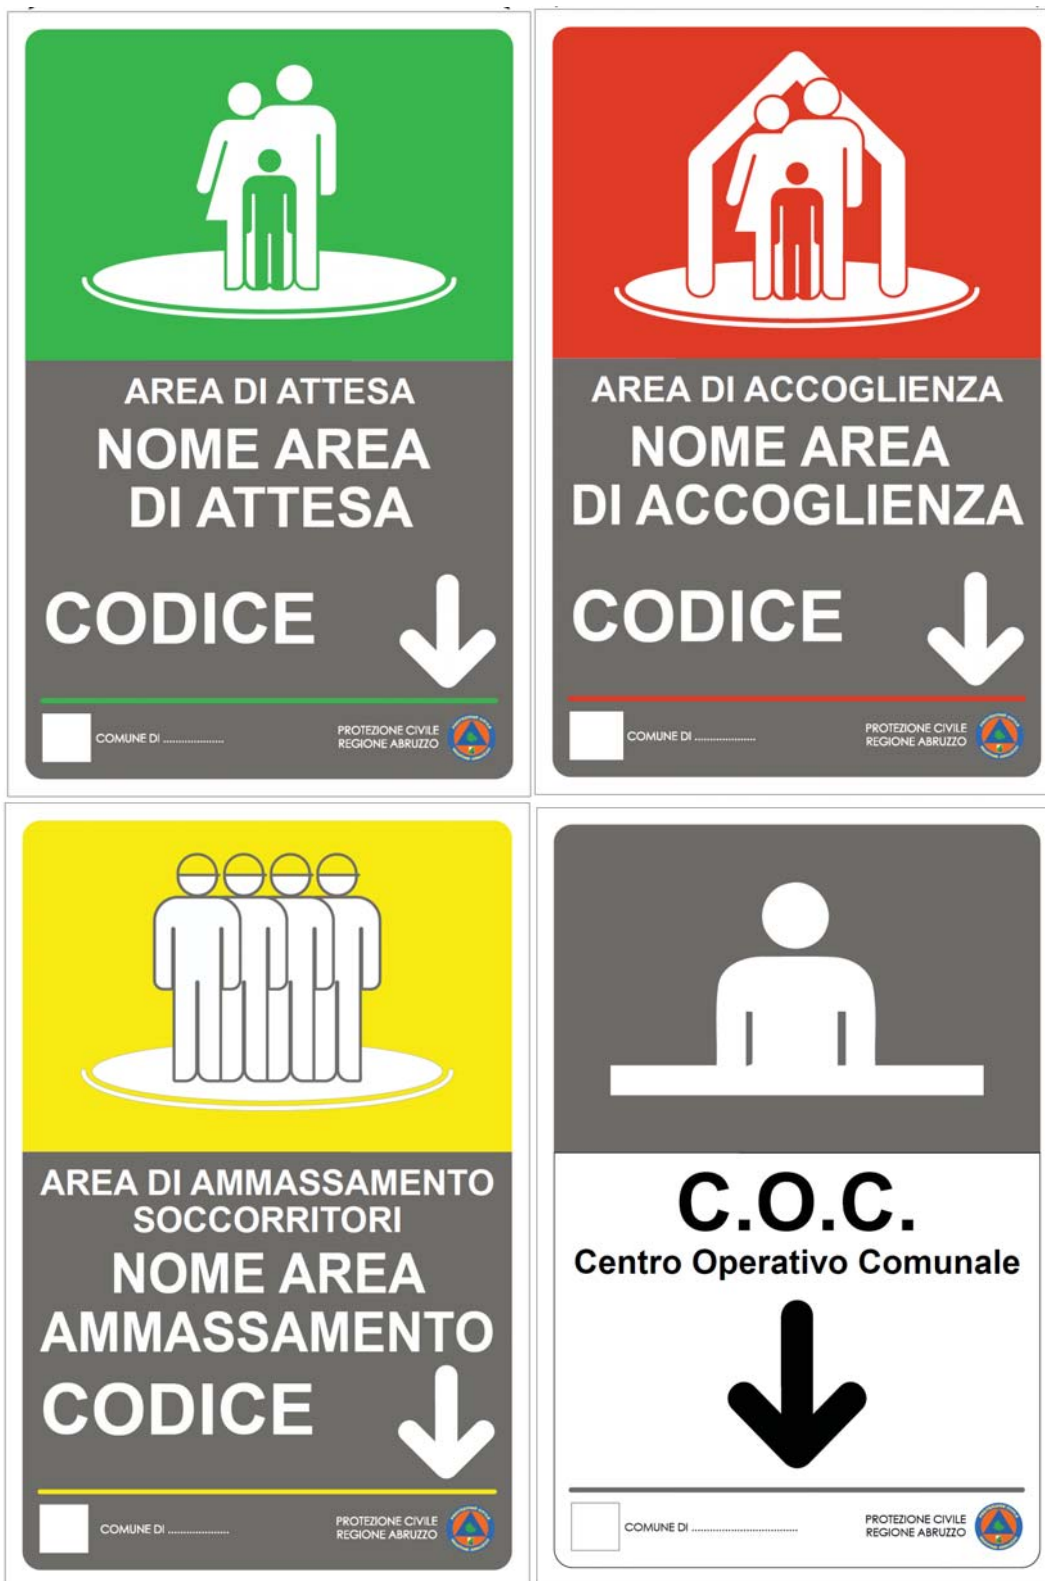 AREA DI ATTESA
NOME AREA
DI ATTESA
CODICE
COMUNE DI ....................
PROTEZIONE CIVILE
REGIONE ABRUZZO
AREA DI ACCOGLIENZA
NOME AREA
DI ACCOGLIENZA
CODICE
COMUNE DI ....................
PROTEZIONE CIVILE
REGIONE ABRUZZO
AREA DI AMMASSAMENTO
SOCCORRITORI
NOME AREA
AMMASSAMENTO
CODICE
COMUNE DI ....................
PROTEZIONE CIVILE
REGIONE ABRUZZO
C.O.C.
Centro Operativo Comunale
COMUNE DI ...................................
PROTEZIONE CIVILE
REGIONE ABRUZZO